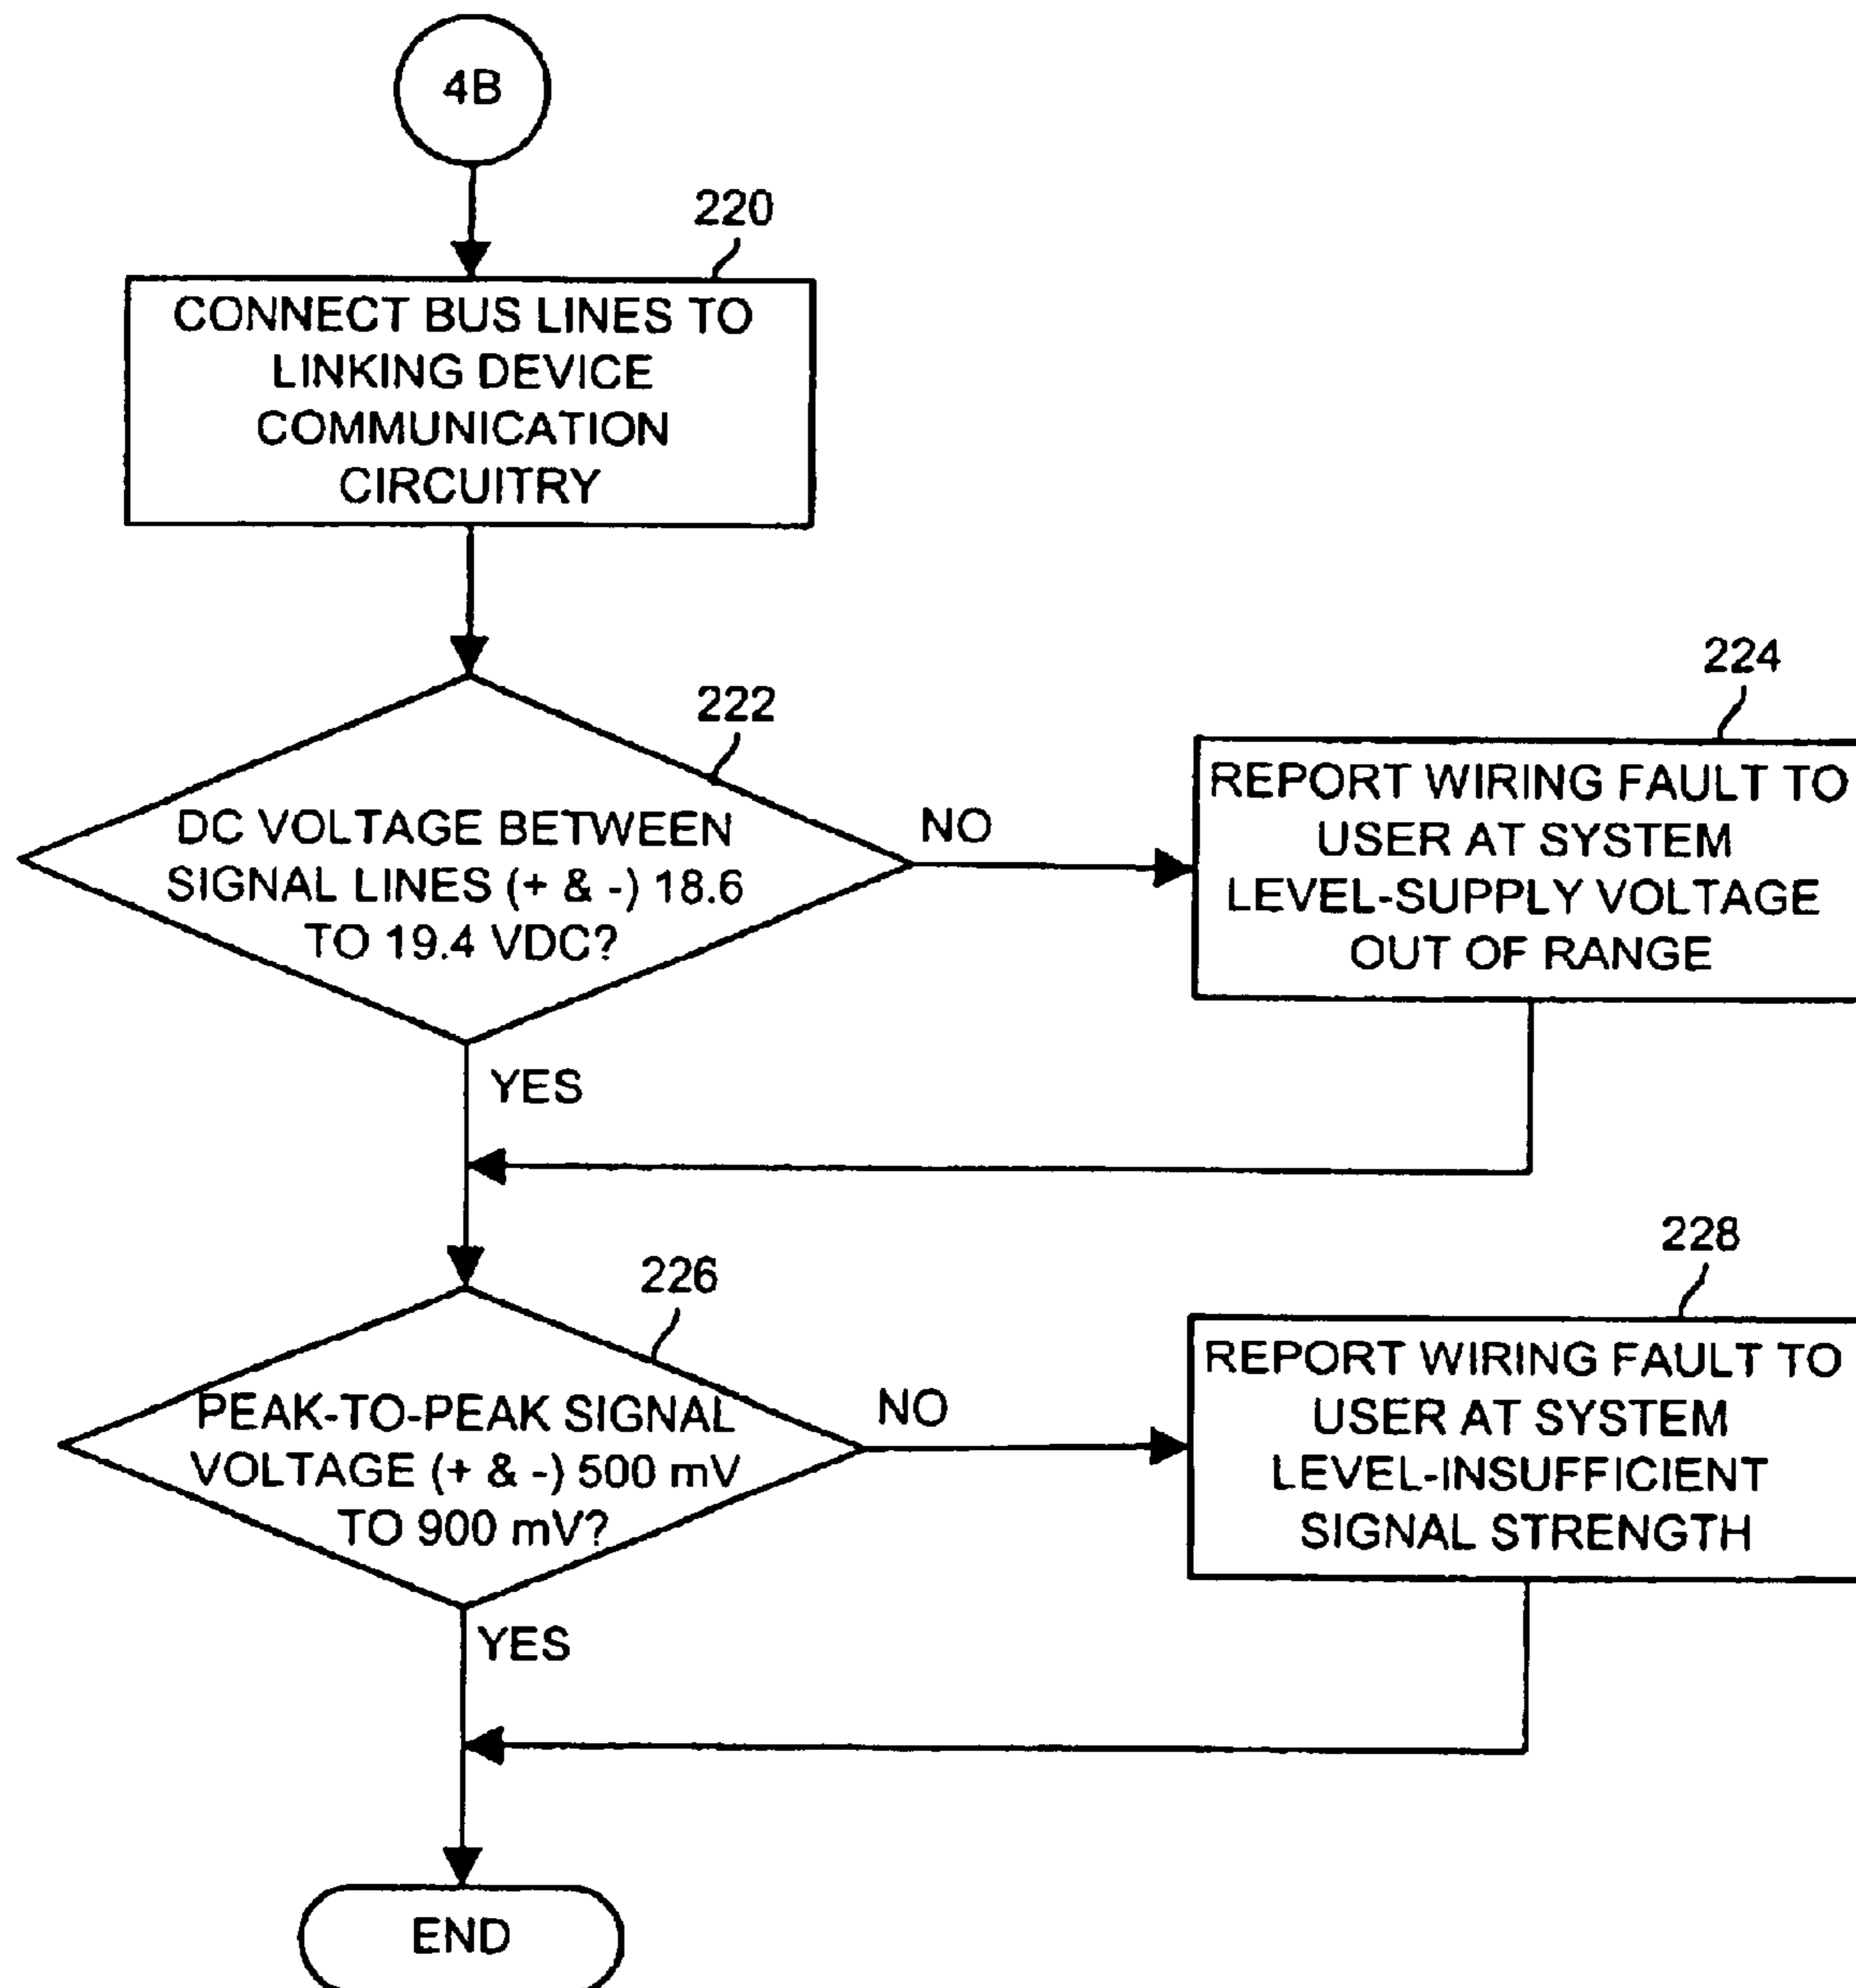 4B
220
CONNECT BUS LINES TO
LINKING DEVICE
COMMUNICATION
CIRCUITRY
222
DC VOLTAGE BETWEEN
SIGNAL LINES (+ & -) 18.6
TO 19.4 VDC?
NO
224
REPORT WIRING FAULT TO
USER AT SYSTEM
LEVEL-SUPPLY VOLTAGE
OUT OF RANGE
YES
226
PEAK-TO-PEAK SIGNAL
VOLTAGE (+ & -) 500 mV
TO 900 mV?
NO
228
REPORT WIRING FAULT TO
USER AT SYSTEM
LEVEL-INSUFFICIENT
SIGNAL STRENGTH
YES
END